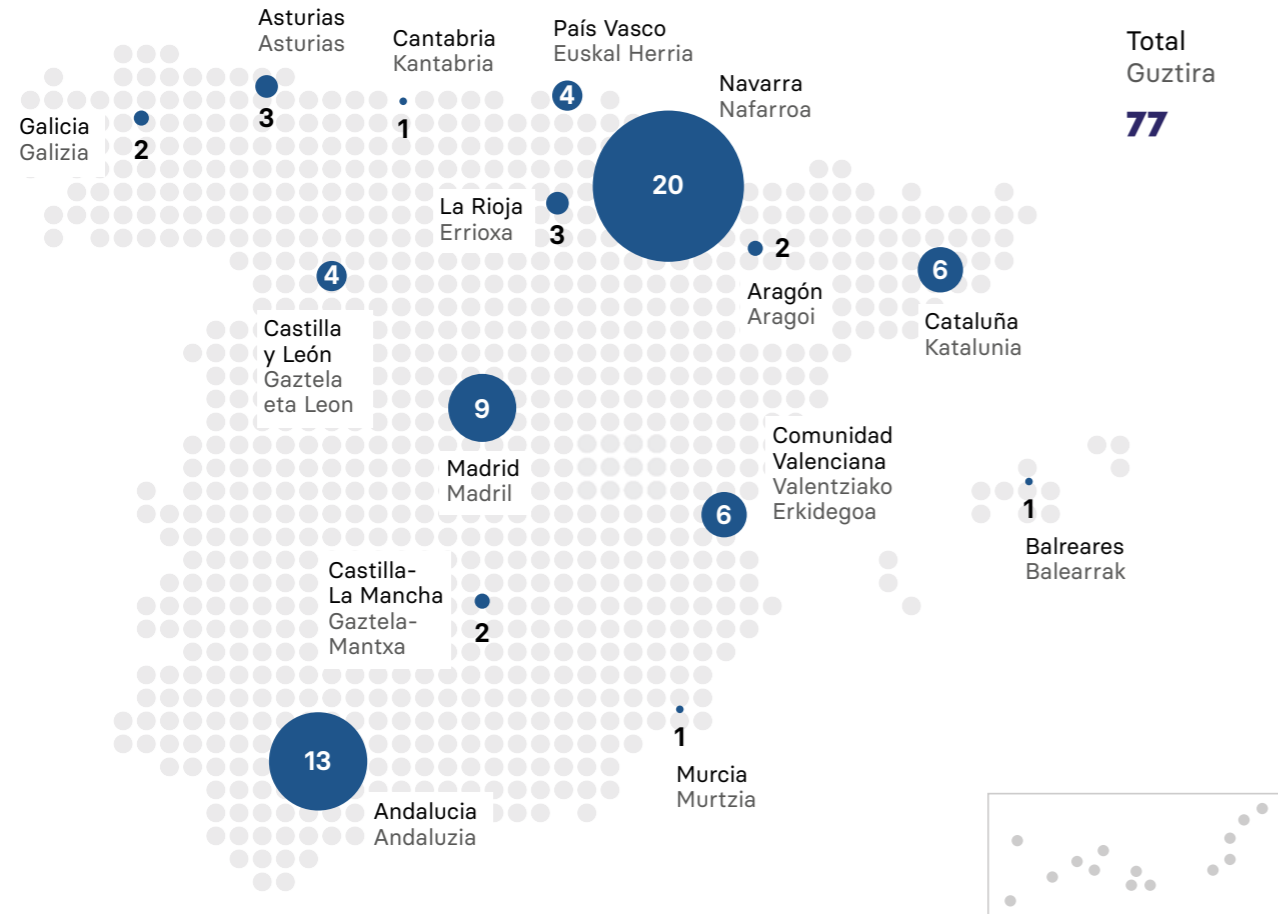 Asturias
Asturias
3
Cantabria
Kantabria
1
País Vasco
Euskal Herria
4
Navarra
Nafarroa
20
Total
Guztira
77
Galicia
Galizia
2
La Rioja
Errioxa
3
2
Aragón
Aragoi
6
Cataluña
Katalunia
4
Castilla
y León
Gaztela
eta Leon
9
Madrid
Madril
Comunidad
Valenciana
Valentziako
Erkidegoa
6
1
Balreares
Balearrak
Castilla-
La Mancha
Gaztela-
Mantxa
2
1
Murcia
Murtzia
13
Andalucia
Andaluzia